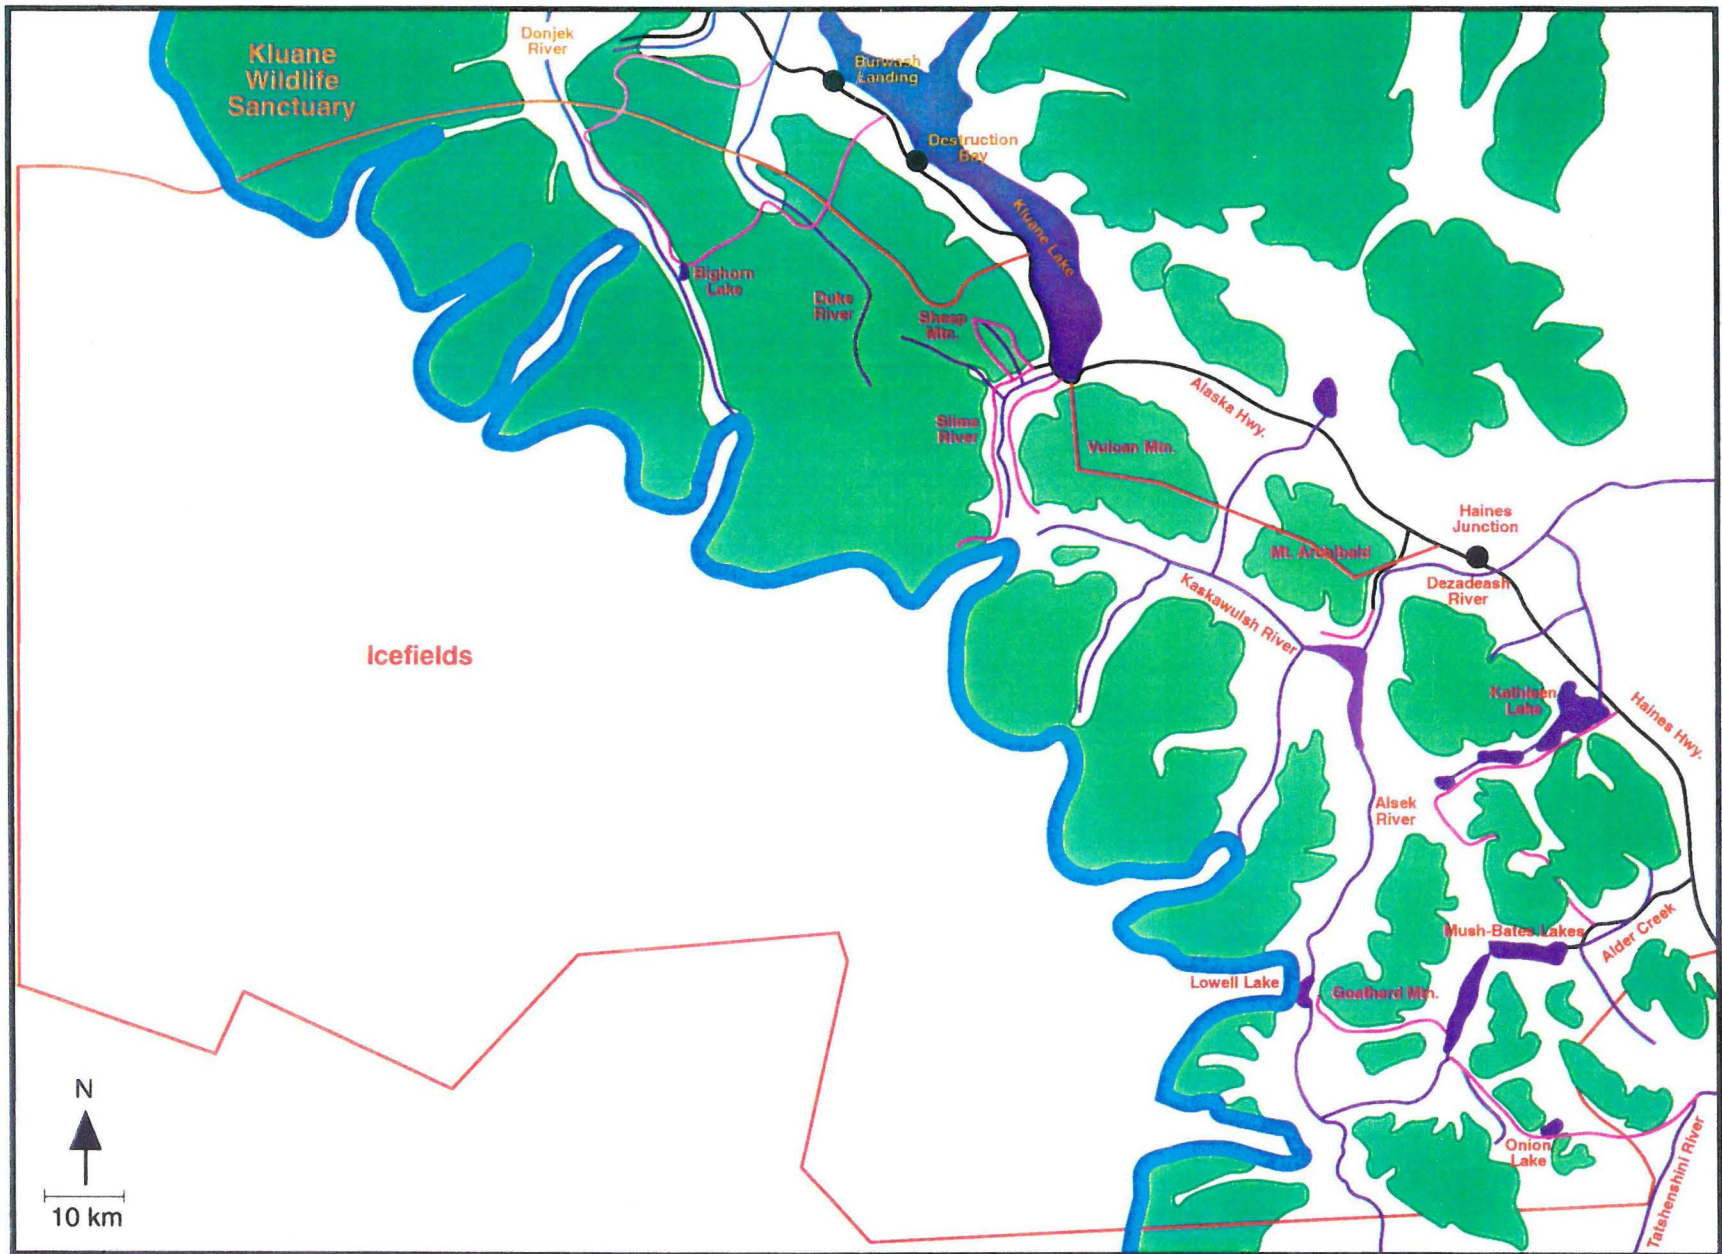 Kluane
Wildlife
Sanctuary
Donjek
River
Burwash
Landing
Destruction
Bay
Kluane Lake
Bighorn
Lake
Duke
River
Sheep
Mtn.
Slims
River
Alaska Hwy.
Vulcan Mtn.
Haines
Junction
Mt. Archibald
Dezadeash
River
Kaskawulsh River
Icefields
Kathleen
Lake
Haines Hwy.
Alsek
River
Mush-Bates Lakes
Alder Creek
Lowell Lake
Goatherd Mtn.
Onion
Lake
Tatshenshini River
N
10 km